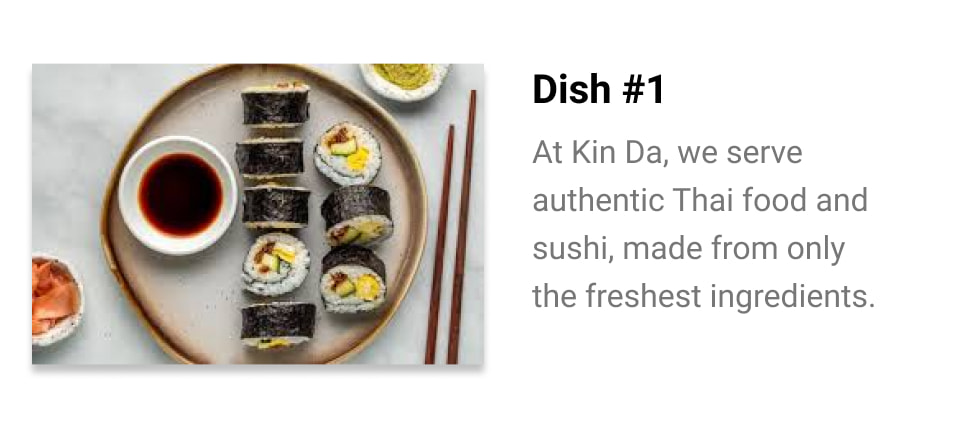 Dish #1
At Kin Da, we serve
authentic Thai food and
sushi, made from only
the freshest ingredients.